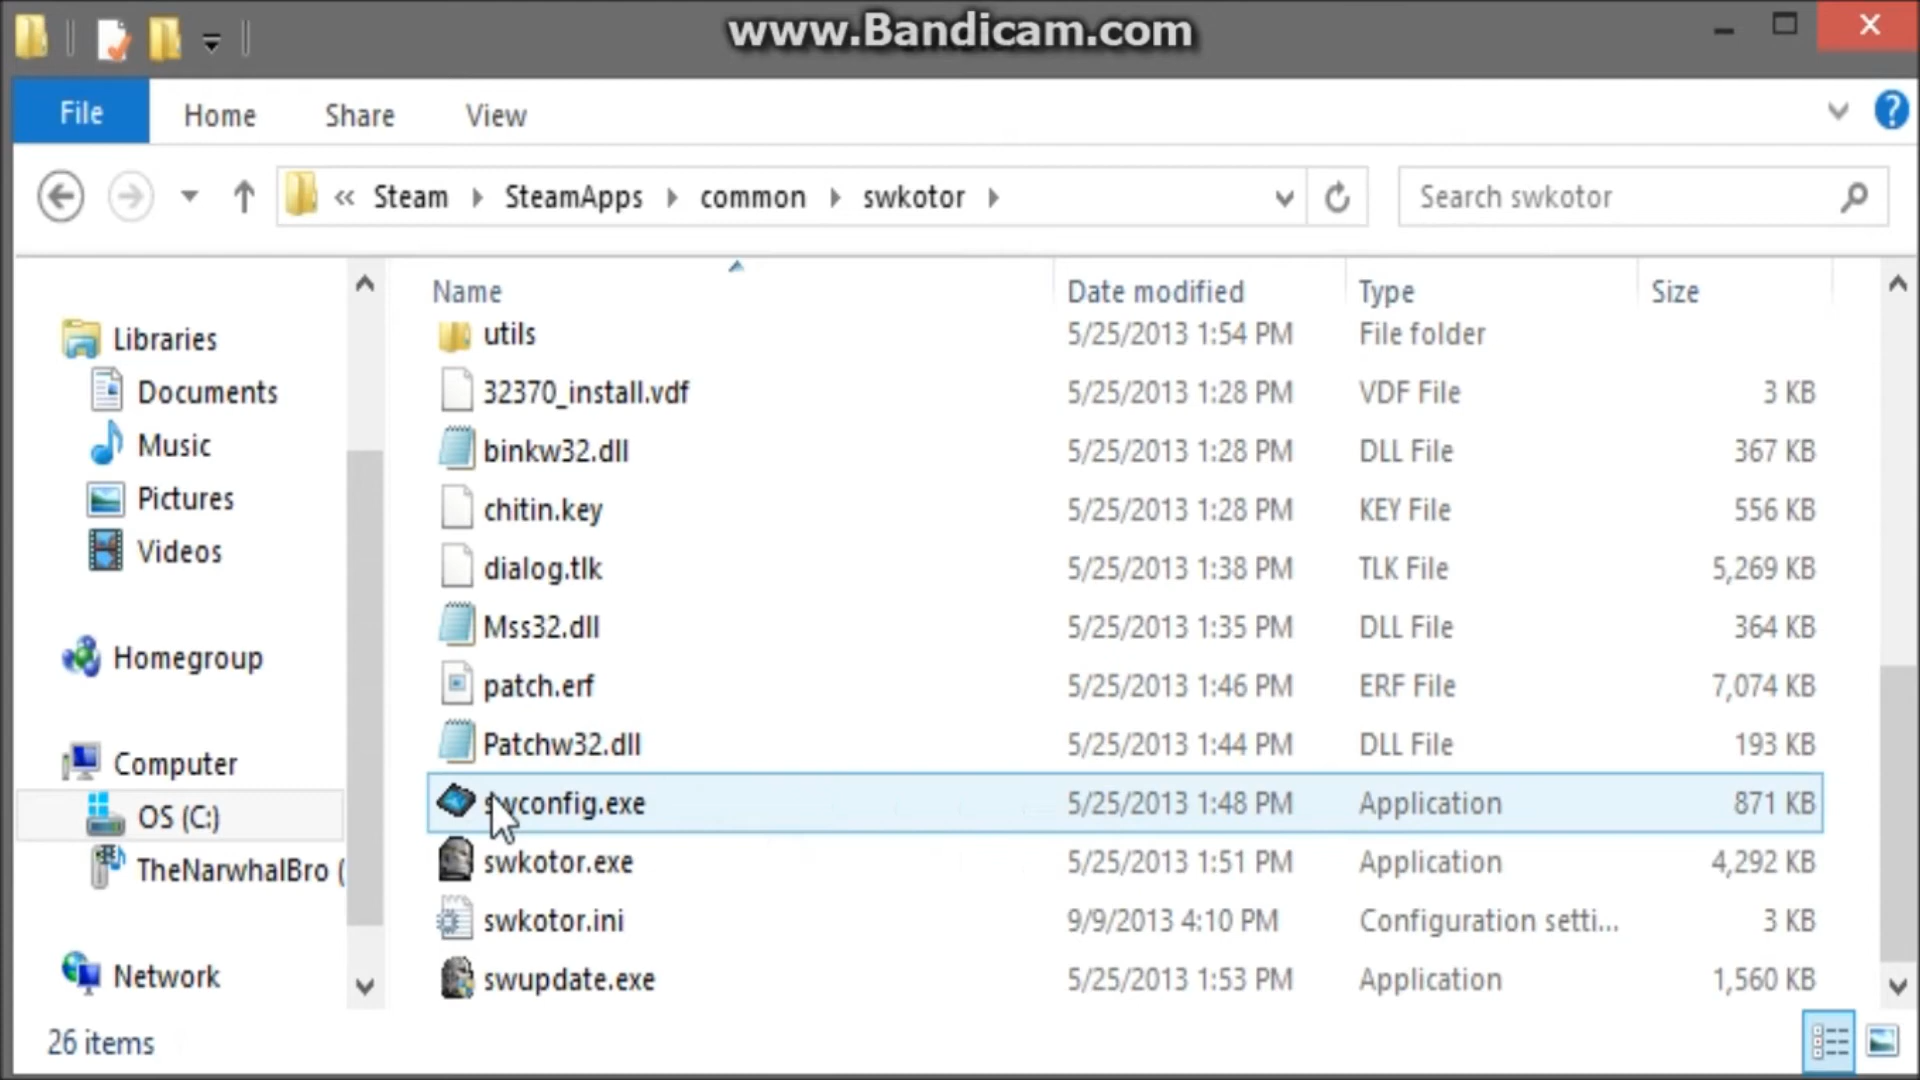 www.Bandicam.com
File Home Share View
« Steam SteamApps common swkotor Search swkotor
Name Date modified Type Size
utils 5/25/2013 1:54 PM File folder
32370_install.vdf 5/25/2013 1:28 PM VDF File 3 KB
binkw32.dll 5/25/2013 1:28 PM DLL File 367 KB
chitin.key 5/25/2013 1:28 PM KEY File 556 KB
dialog.tlk 5/25/2013 1:38 PM TLK File 5,269 KB
Mss32.dll 5/25/2013 1:35 PM DLL File 364 KB
patch.erf 5/25/2013 1:46 PM ERF File 7,074 KB
Patchw32.dll 5/25/2013 1:44 PM DLL File 193 KB
swconfig.exe 5/25/2013 1:48 PM Application 871 KB
swkotor.exe 5/25/2013 1:51 PM Application 4,292 KB
swkotor.ini 9/9/2013 4:10 PM Configuration setti... 3 KB
swupdate.exe 5/25/2013 1:53 PM Application 1,560 KB
Libraries
Documents
Music
Pictures
Videos
Homegroup
Computer
OS (C:)
TheNarwhalBro (
Network
26 items